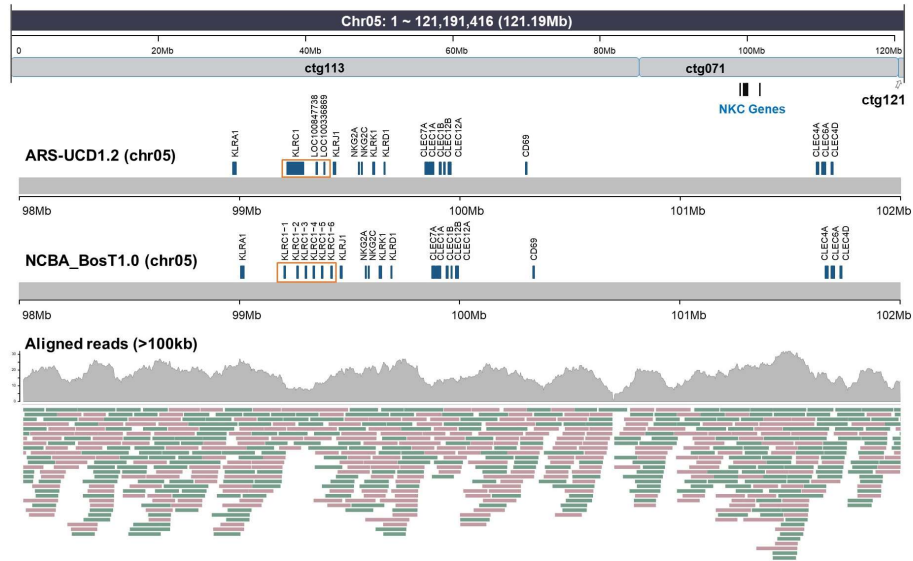 Chr05: 1 ~ 121,191,416 (121.19Mb)
0 20Mb 40Mb 60Mb 80Mb 100Mb 120Mb
ctg113 ctg071
ctg121
NKC Genes
KLRA1 KLRC1 LOC100847738 LOC100336869 KLRJ1 NKG2A NKG2C KLRK1 KLRD1 CLEC7A CLEC1A CLEC1B CLEC12B CLEC12A CD69 CLEC4A CLEC6A CLEC4D
ARS-UCD1.2 (chr05)
98Mb 99Mb 100Mb 101Mb 102Mb
KLRA1 KLRC1-1 KLRC1-2 KLRC1-3 KLRC1-4 KLRC1-5 KLRC1-6 KLRJ1 NKG2A NKG2C KLRK1 KLRD1 CLEC7A CLEC1A CLEC1B CLEC12B CLEC12A CD69 CLEC4A CLEC6A CLEC4D
NCBA_BosT1.0 (chr05)
98Mb 99Mb 100Mb 101Mb 102Mb
Aligned reads (>100kb)